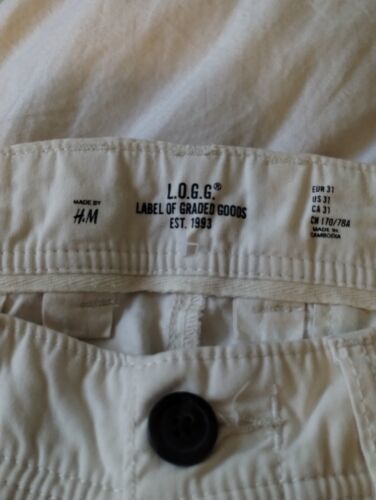 MADE BY
H&M
L.O.G.G.®
LABEL OF GRADED GOODS
EST. 1993
EUR 31
US 31
CA 31
CN 170/78A
MADE IN
CAMBODIA